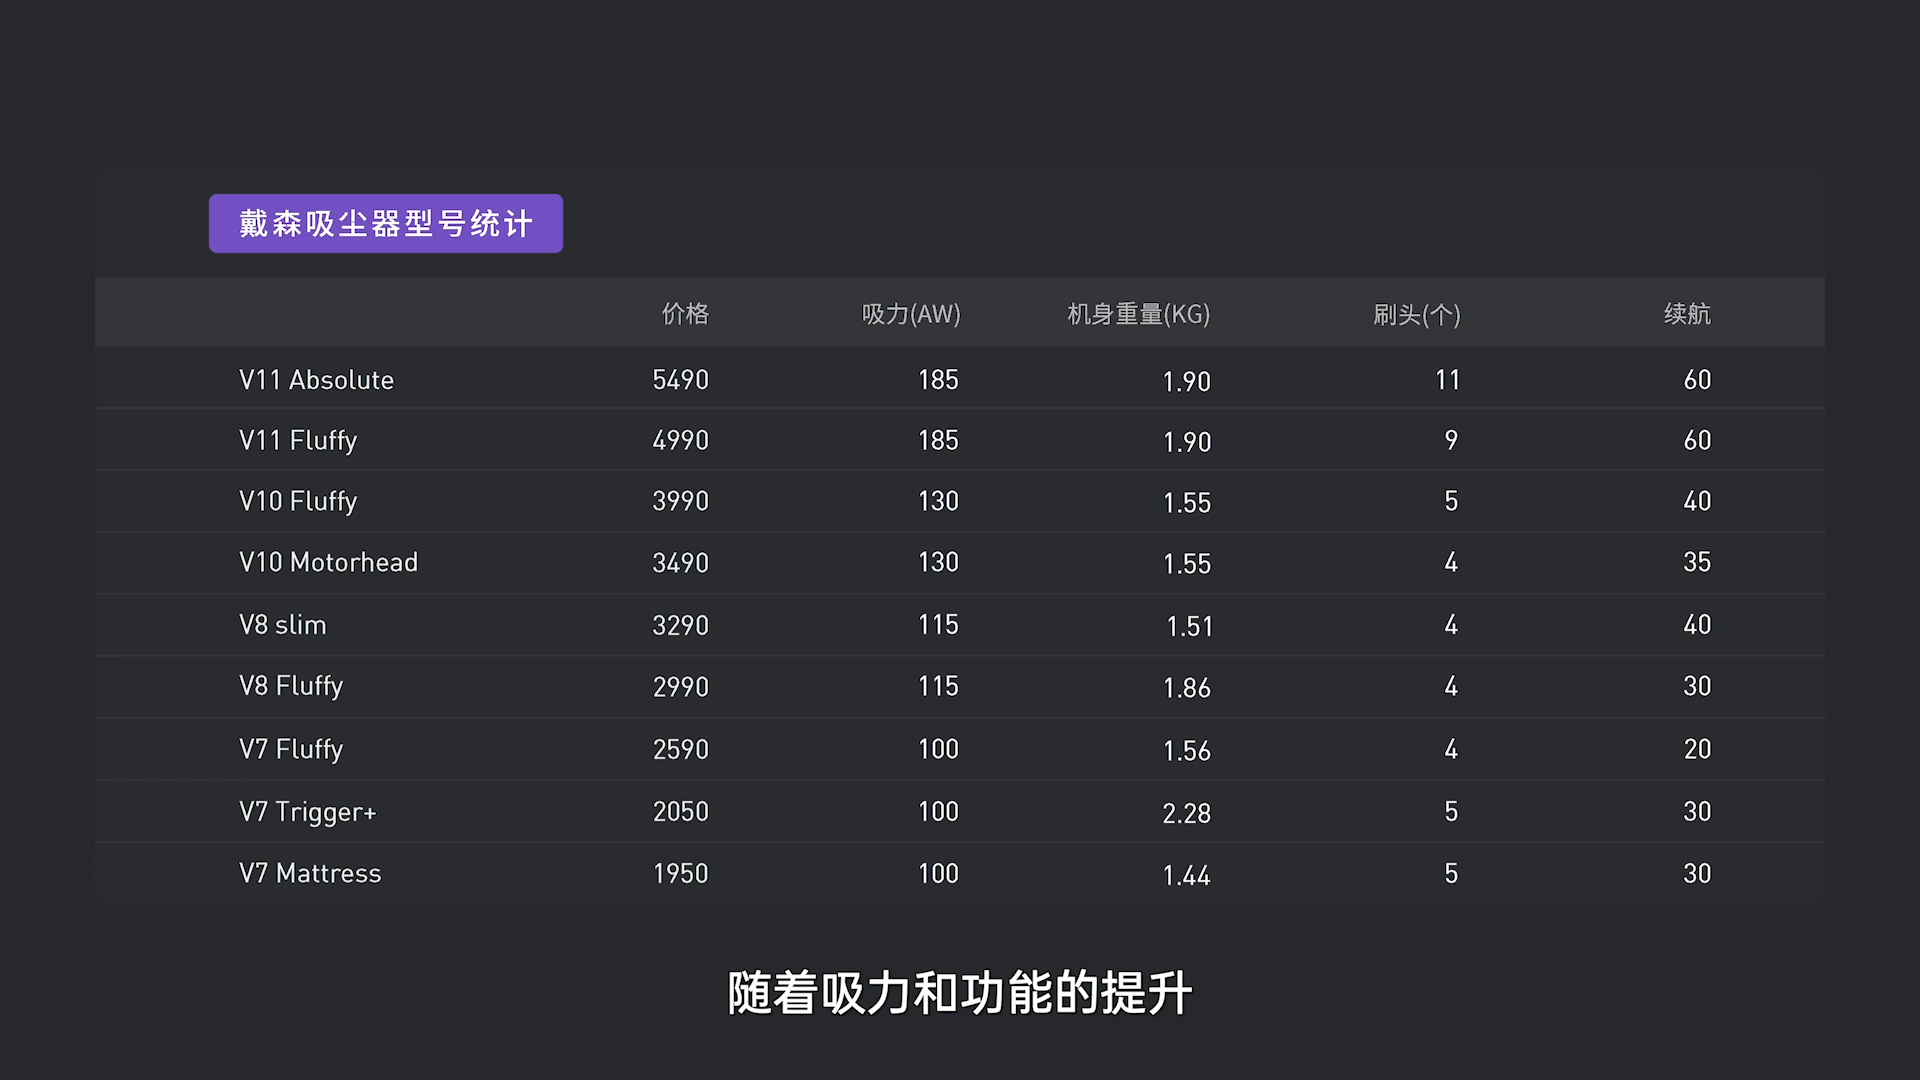 戴森吸尘器型号统计
价格 吸力(AW) 机身重量(KG) 刷头(个) 续航
V11 Absolute 5490 185 1.90 11 60
V11 Fluffy 4990 185 1.90 9 60
V10 Fluffy 3990 130 1.55 5 40
V10 Motorhead 3490 130 1.55 4 35
V8 slim 3290 115 1.51 4 40
V8 Fluffy 2990 115 1.86 4 30
V7 Fluffy 2590 100 1.56 4 20
V7 Trigger+ 2050 100 2.28 5 30
V7 Mattress 1950 100 1.44 5 30
随着吸力和功能的提升